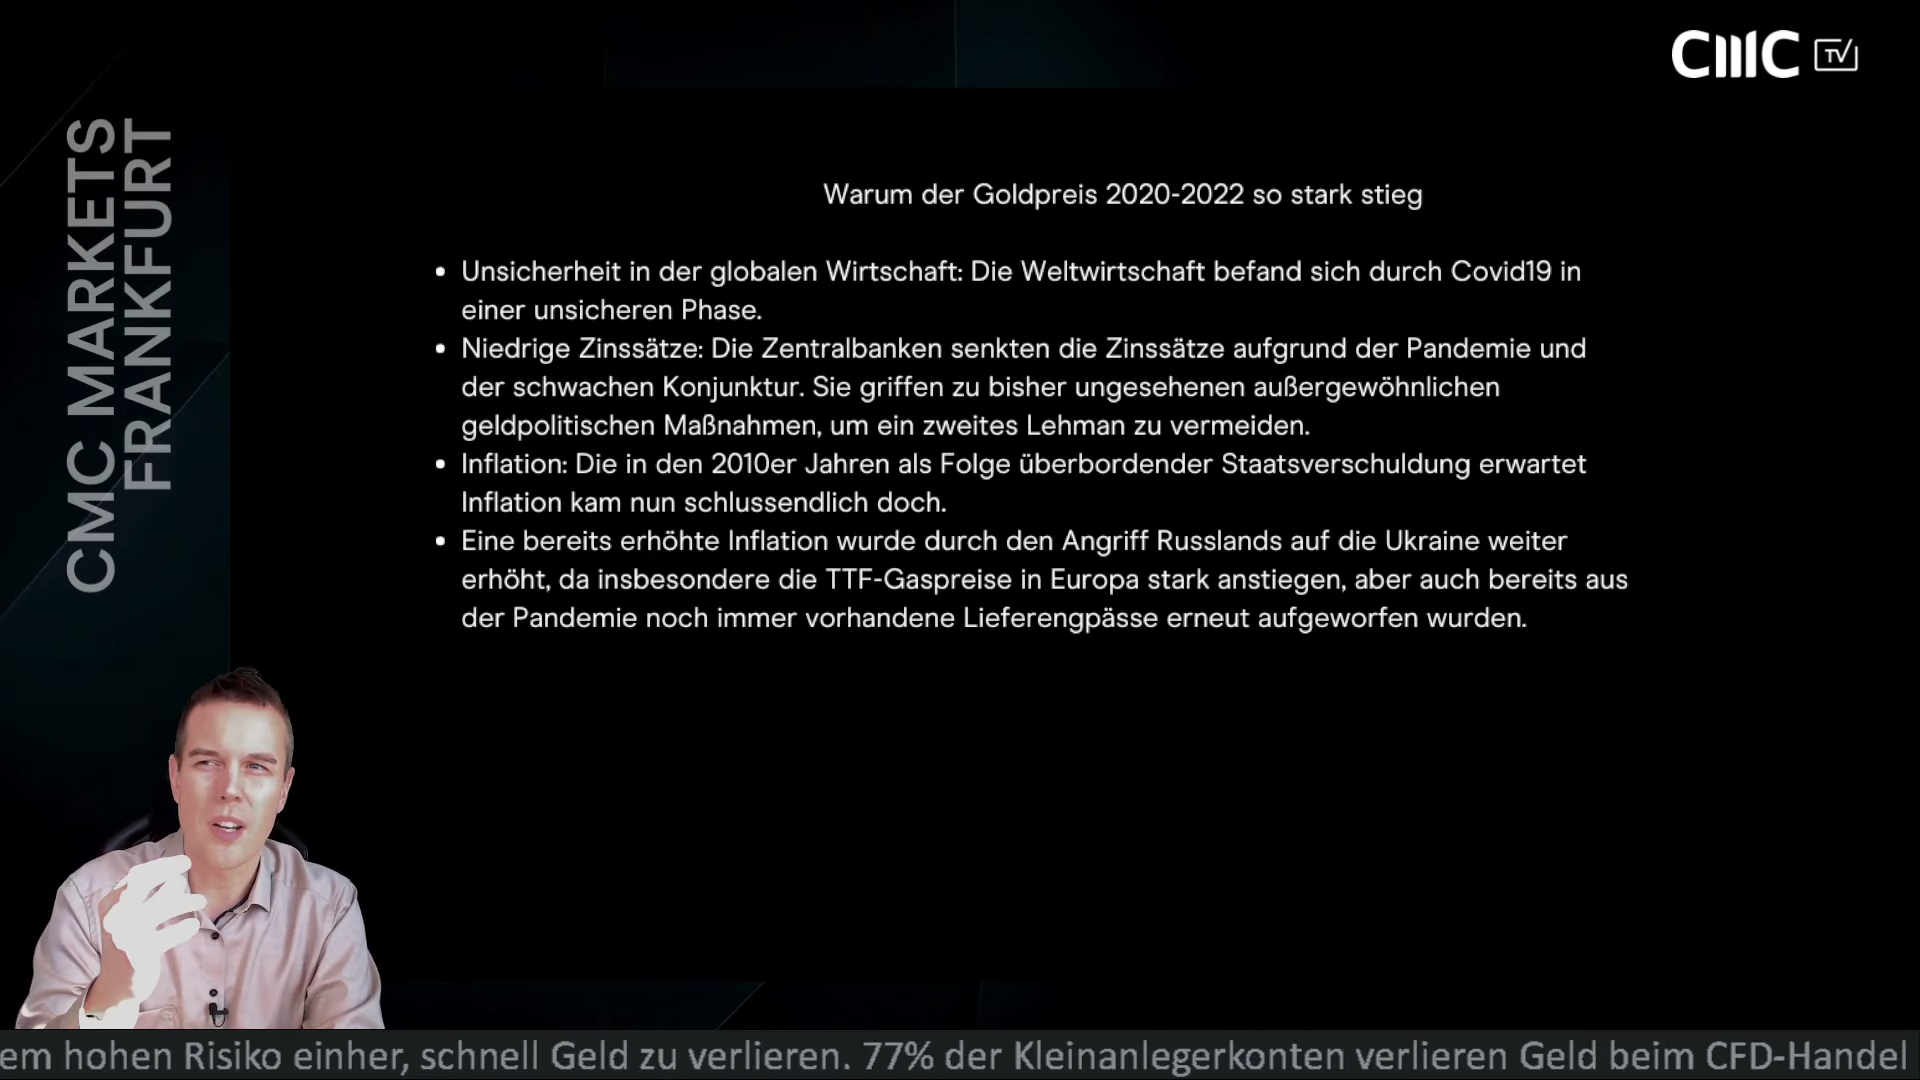 CMC TV
CMC MARKETS
FRANKFURT
Warum der Goldpreis 2020-2022 so stark stieg
• Unsicherheit in der globalen Wirtschaft: Die Weltwirtschaft befand sich durch Covid19 in
einer unsicheren Phase.
• Niedrige Zinssätze: Die Zentralbanken senkten die Zinssätze aufgrund der Pandemie und
der schwachen Konjunktur. Sie griffen zu bisher ungesehenen außergewöhnlichen
geldpolitischen Maßnahmen, um ein zweites Lehman zu vermeiden.
• Inflation: Die in den 2010er Jahren als Folge überbordender Staatsverschuldung erwartet
Inflation kam nun schlussendlich doch.
• Eine bereits erhöhte Inflation wurde durch den Angriff Russlands auf die Ukraine weiter
erhöht, da insbesondere die TTF-Gaspreise in Europa stark anstiegen, aber auch bereits aus
der Pandemie noch immer vorhandene Lieferengpässe erneut aufgeworfen wurden.
em hohen Risiko einher, schnell Geld zu verlieren. 77% der Kleinanlegerkonten verlieren Geld beim CFD-Handel